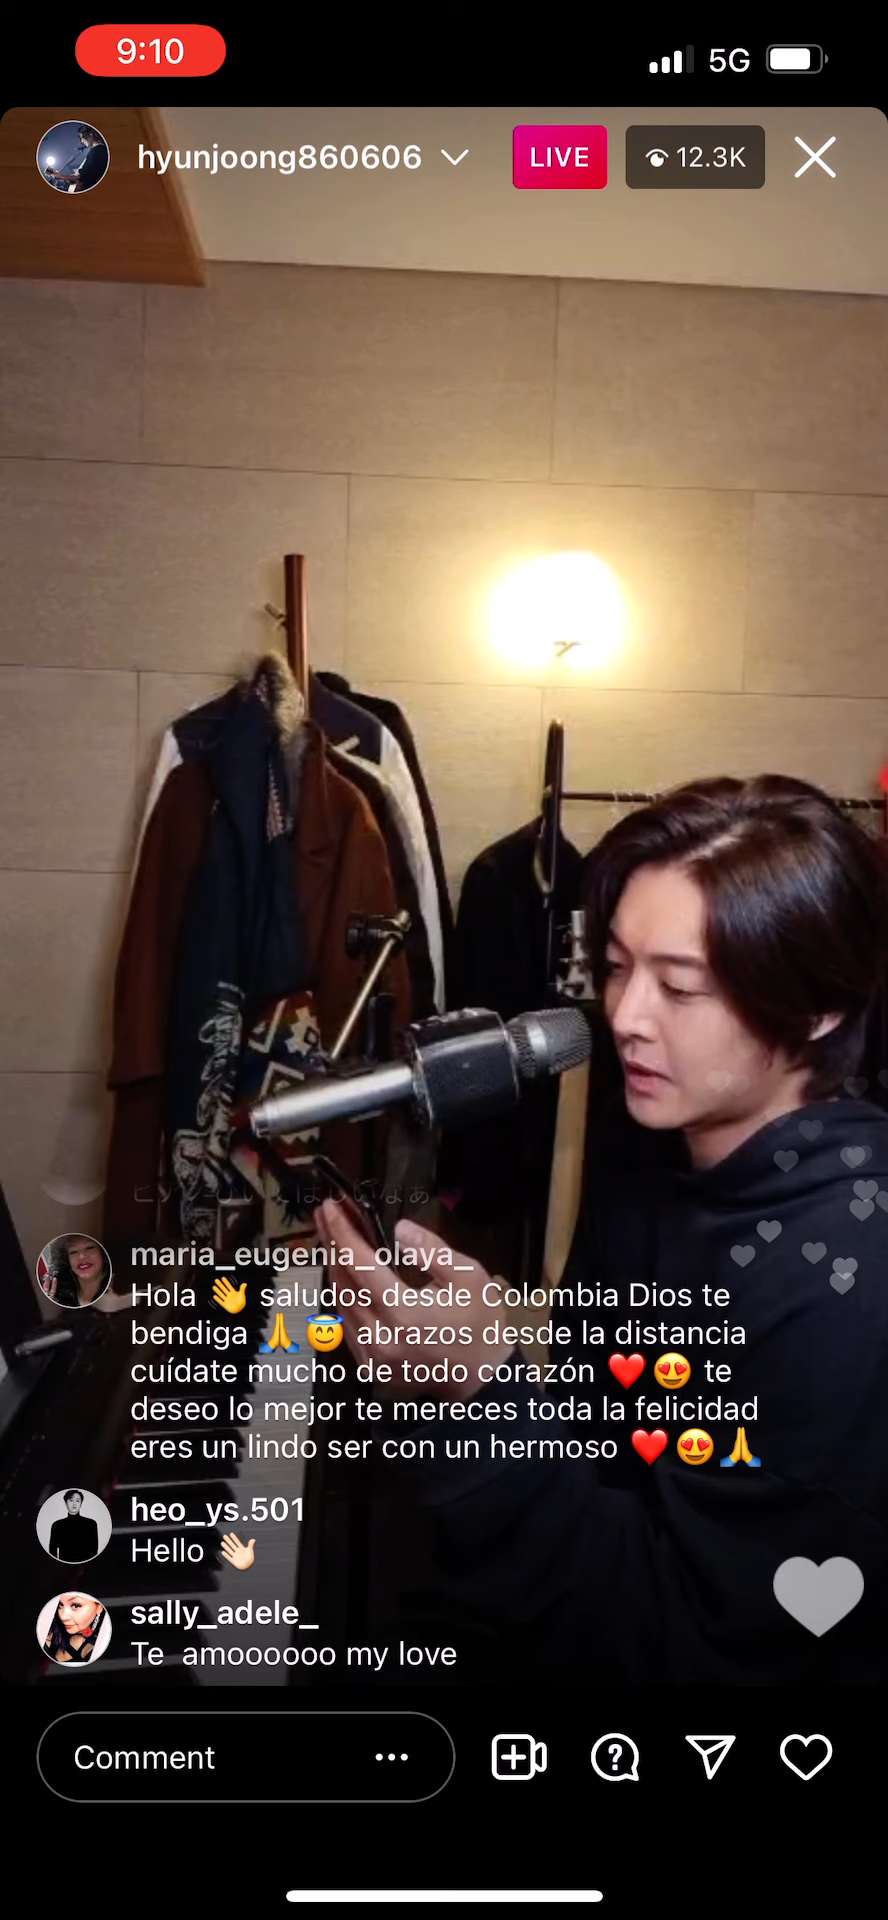 9:10
5G
hyunjoong860606
LIVE
12.3K
maria_eugenia_olaya_
Hola 👋 saludos desde Colombia Dios te
bendiga 🙏😇 abrazos desde la distancia
cuídate mucho de todo corazón ❤️😍 te
deseo lo mejor te mereces toda la felicidad
eres un lindo ser con un hermoso ❤️😍🙏
heo_ys.501
Hello 👋🏻
sally_adele_
Te amoooooo my love
Comment